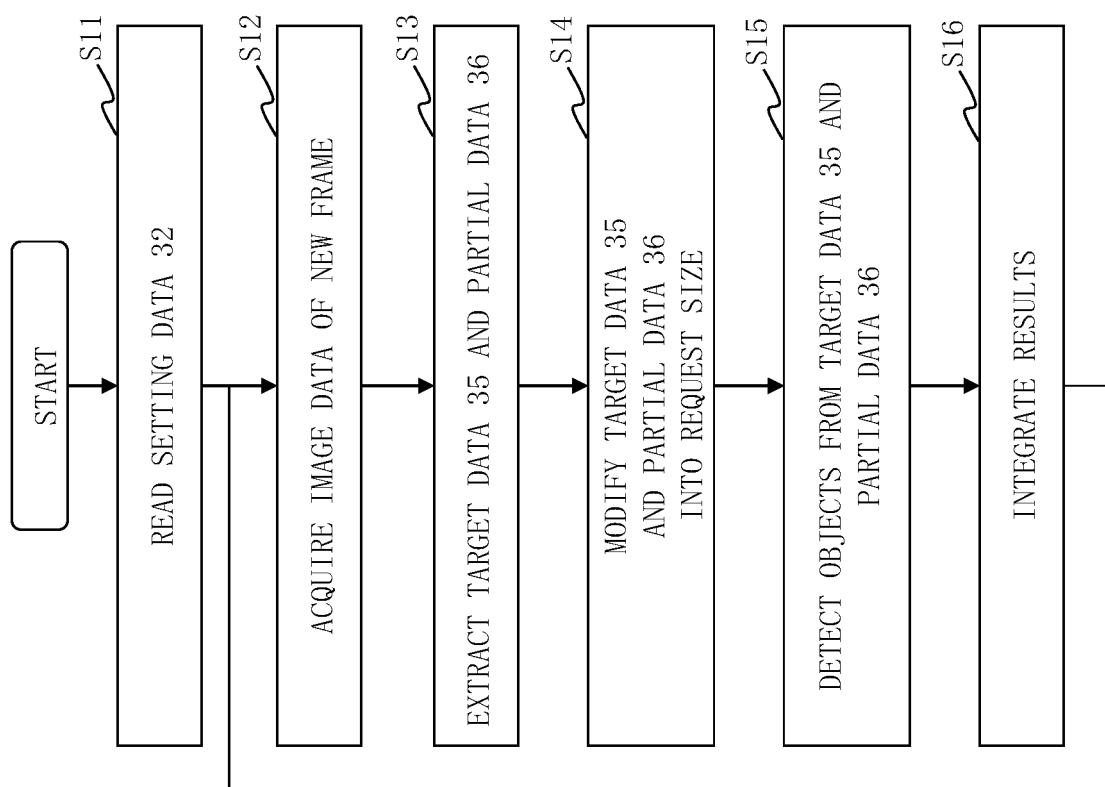 START
S11
READ SETTING DATA 32
S12
ACQUIRE IMAGE DATA OF NEW FRAME
S13
EXTRACT TARGET DATA 35 AND PARTIAL DATA 36
S14
MODIFY TARGET DATA 35
AND PARTIAL DATA 36
INTO REQUEST SIZE
S15
DETECT OBJECTS FROM TARGET DATA 35 AND
PARTIAL DATA 36
S16
INTEGRATE RESULTS